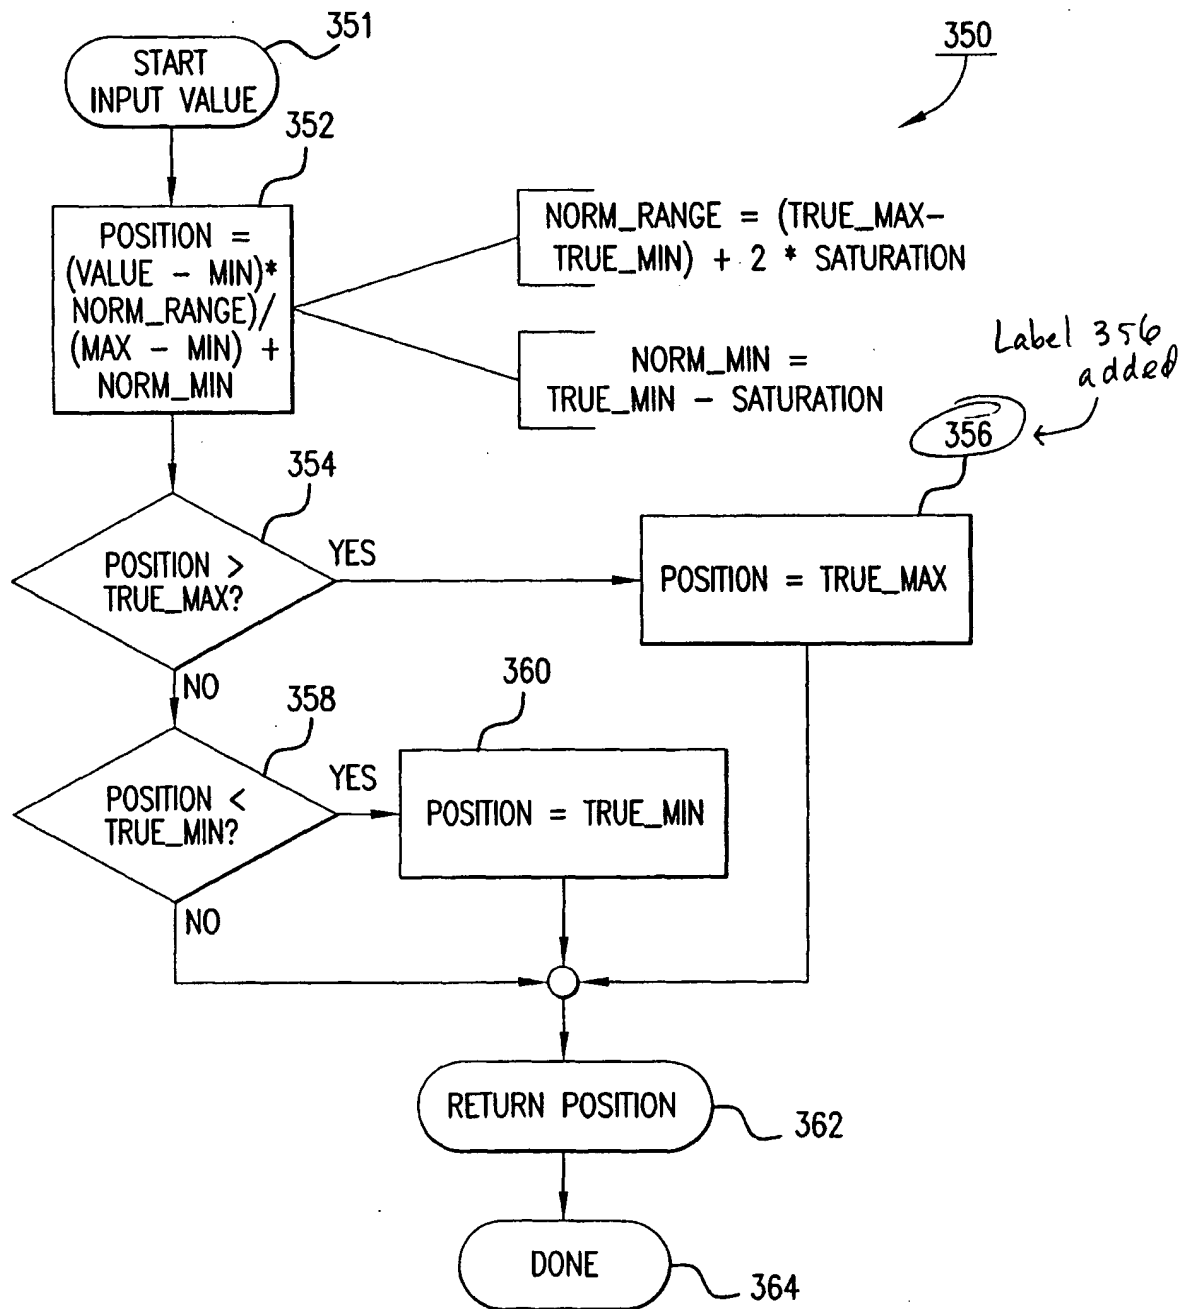 351
350
START
INPUT VALUE
352
POSITION =
(VALUE - MIN)*
NORM_RANGE)/
(MAX - MIN) +
NORM_MIN
NORM_RANGE = (TRUE_MAX-
TRUE_MIN) + 2 * SATURATION
NORM_MIN =
TRUE_MIN - SATURATION
Label 356
added
356
354
POSITION >
TRUE_MAX?
YES
POSITION = TRUE_MAX
NO
358
360
POSITION <
TRUE_MIN?
YES
POSITION = TRUE_MIN
NO
RETURN POSITION
362
DONE
364